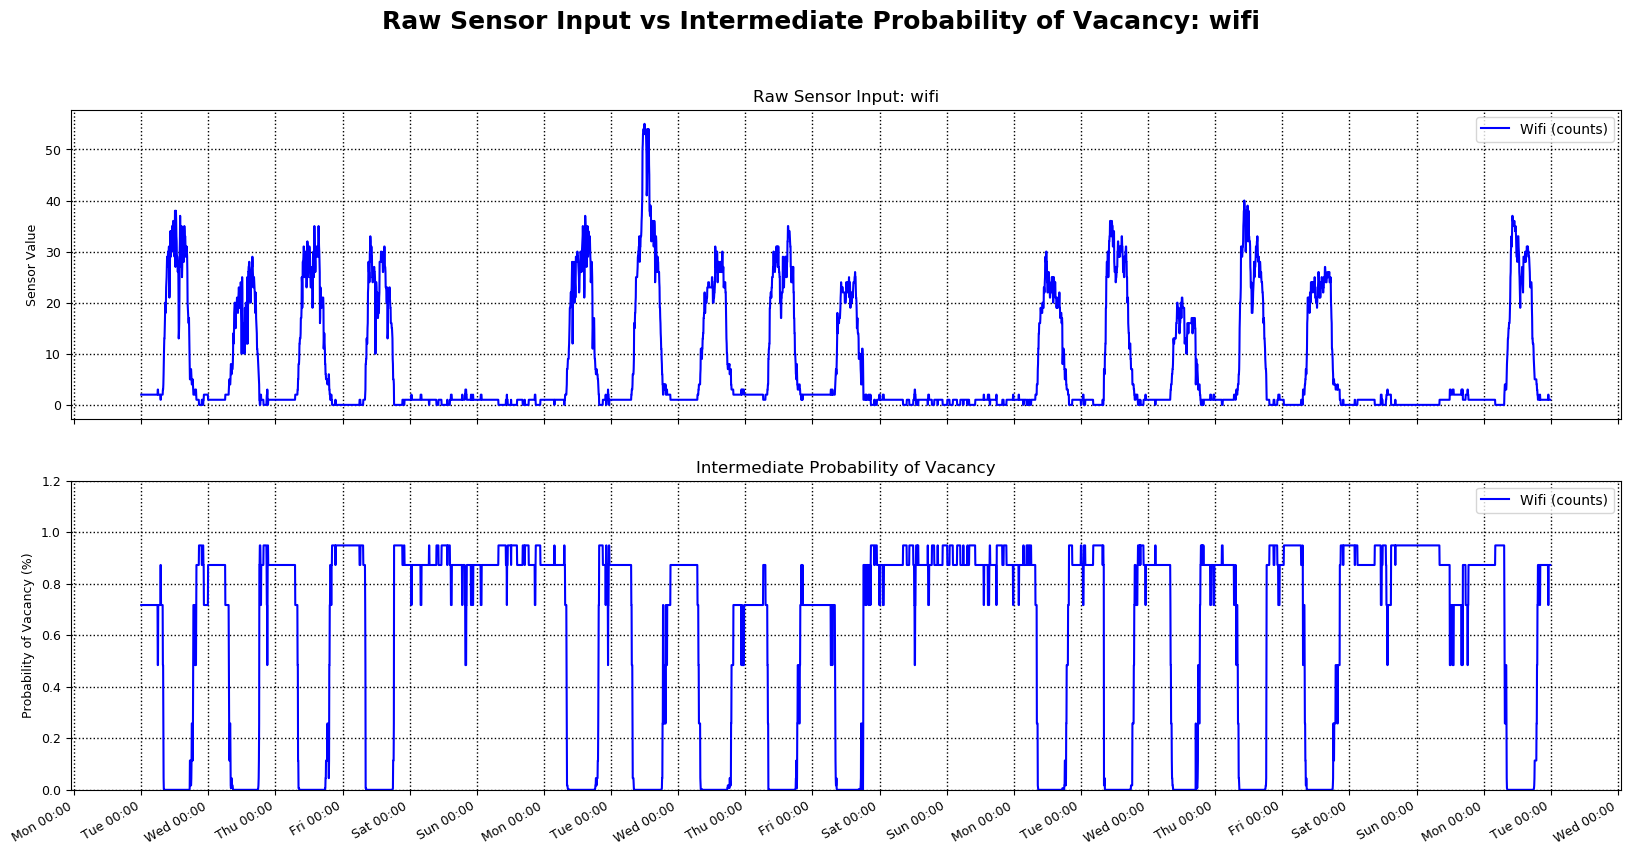 Raw Sensor Input vs Intermediate Probability of Vacancy: wifi
Raw Sensor Input: wifi
Wifi (counts)
Sensor Value
50
40
30
20
10
0
Intermediate Probability of Vacancy
Wifi (counts)
Probability of Vacancy (%)
1.2
1.0
0.8
0.6
0.4
0.2
0.0
Mon 00:00
Tue 00:00
Wed 00:00
Thu 00:00
Fri 00:00
Sat 00:00
Sun 00:00
Mon 00:00
Tue 00:00
Wed 00:00
Thu 00:00
Fri 00:00
Sat 00:00
Sun 00:00
Mon 00:00
Tue 00:00
Wed 00:00
Thu 00:00
Fri 00:00
Sat 00:00
Sun 00:00
Mon 00:00
Tue 00:00
Wed 00:00